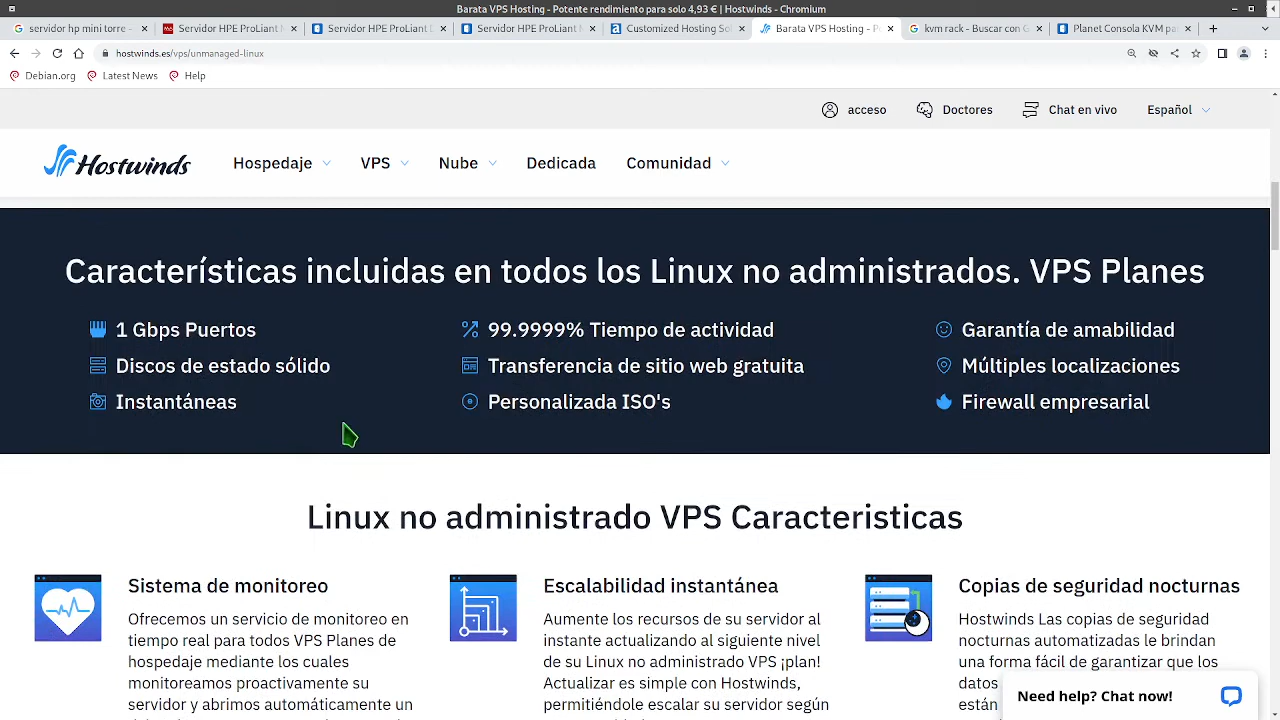 Barata VPS Hosting - Potente rendimiento para solo 4,93 € | Hostwinds - Chromium
servidor hp mini torre -
Servidor HPE ProLiant M
Servidor HPE ProLiant D
Servidor HPE ProLiant M
Customized Hosting Sol
Barata VPS Hosting - Po
kvm rack - Buscar con G
Planet Consola KVM pa
hostwinds.es/vps/unmanaged-linux
Debian.org
Latest News
Help
acceso
Doctores
Chat en vivo
Español
Hostwinds
Hospedaje
VPS
Nube
Dedicada
Comunidad
Características incluidas en todos los Linux no administrados. VPS Planes
1 Gbps Puertos
99.9999% Tiempo de actividad
Garantía de amabilidad
Discos de estado sólido
Transferencia de sitio web gratuita
Múltiples localizaciones
Instantáneas
Personalizada ISO's
Firewall empresarial
Linux no administrado VPS Caracteristicas
Sistema de monitoreo
Ofrecemos un servicio de monitoreo en
tiempo real para todos VPS Planes de
hospedaje mediante los cuales
monitoreamos proactivamente su
servidor y abrimos automáticamente un
Escalabilidad instantánea
Aumente los recursos de su servidor al
instante actualizando al siguiente nivel
de su Linux no administrado VPS ¡plan!
Actualizar es simple con Hostwinds,
permitiéndole escalar su servidor según
Copias de seguridad nocturnas
Hostwinds Las copias de seguridad
nocturnas automatizadas le brindan
una forma fácil de garantizar que los
datos
están
Need help? Chat now!